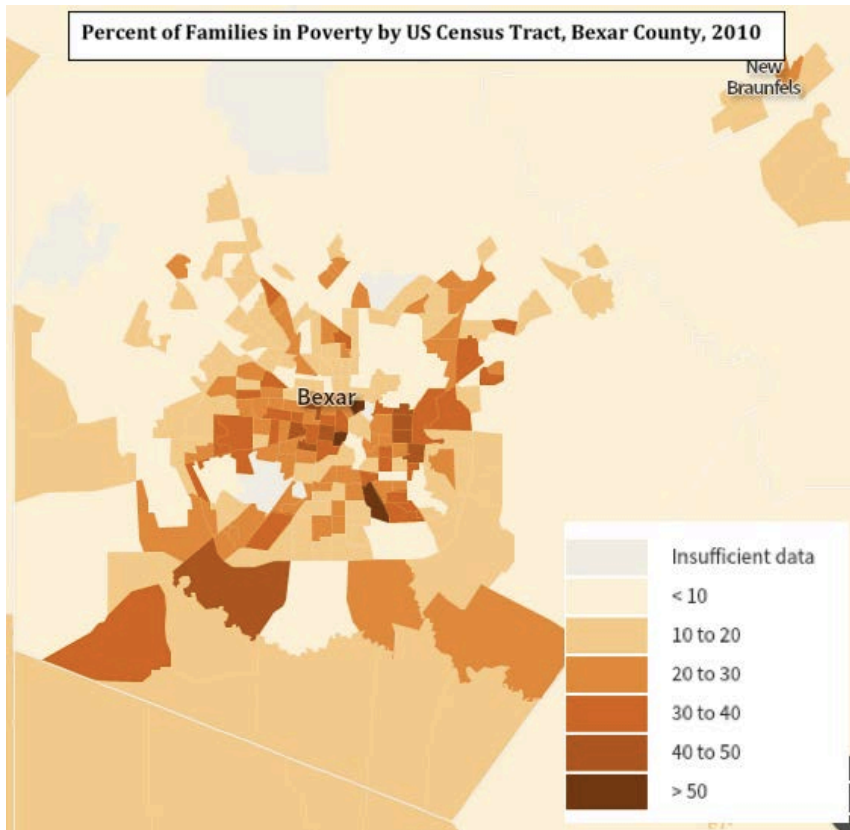 Percent of Families in Poverty by US Census Tract, Bexar County, 2010
New
Braunfels
Bexar
Insufficient data
< 10
10 to 20
20 to 30
30 to 40
40 to 50
> 50